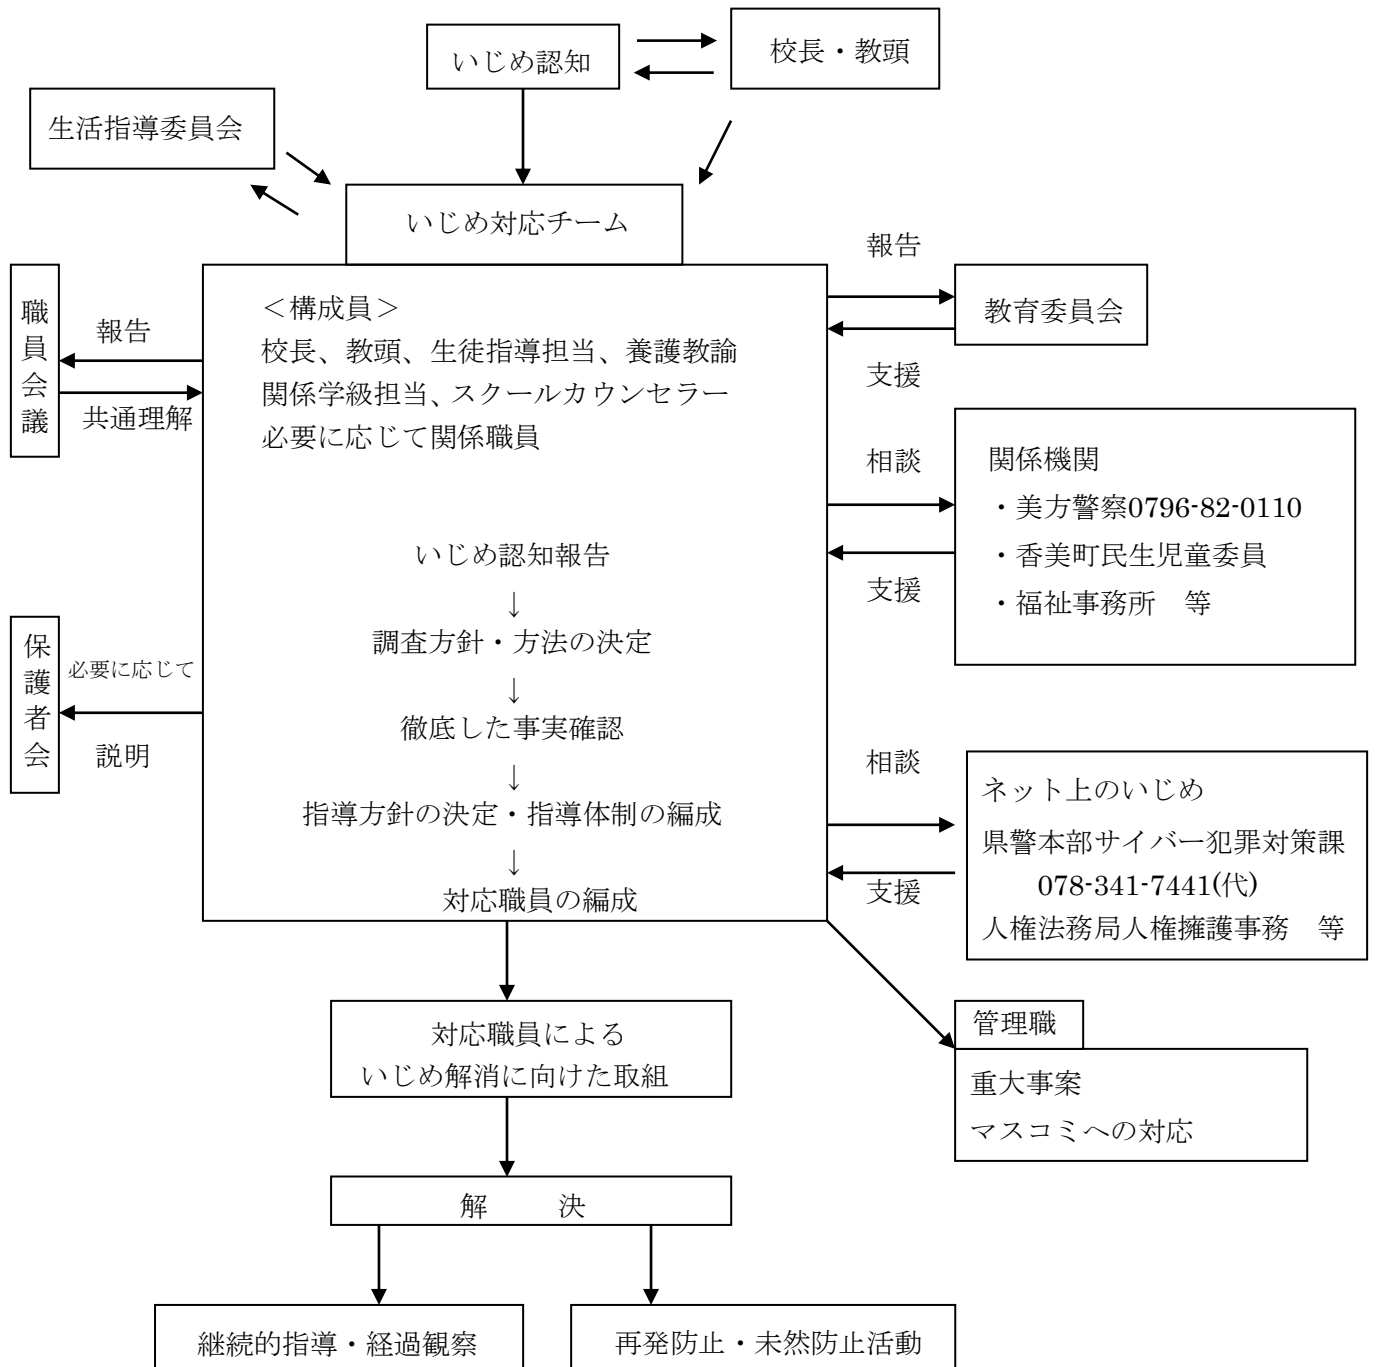 いじめ認知
校長・教頭
生活指導委員会
いじめ対応チーム
職員会議
報告
共通理解
<構成員>
校長、教頭、生徒指導担当、養護教諭
関係学級担当、スクールカウンセラー
必要に応じて関係職員
いじめ認知報告
↓
調査方針・方法の決定
↓
徹底した事実確認
↓
指導方針の決定・指導体制の編成
↓
対応職員の編成
報告
教育委員会
支援
相談
関係機関
・美方警察0796-82-0110
・香美町民生児童委員
・福祉事務所　等
支援
保護者会
必要に応じて
説明
相談
ネット上のいじめ
県警本部サイバー犯罪対策課
078-341-7441(代)
人権法務局人権擁護事務　等
支援
管理職
重大事案
マスコミへの対応
対応職員による
いじめ解消に向けた取組
解　　決
継続的指導・経過観察
再発防止・未然防止活動